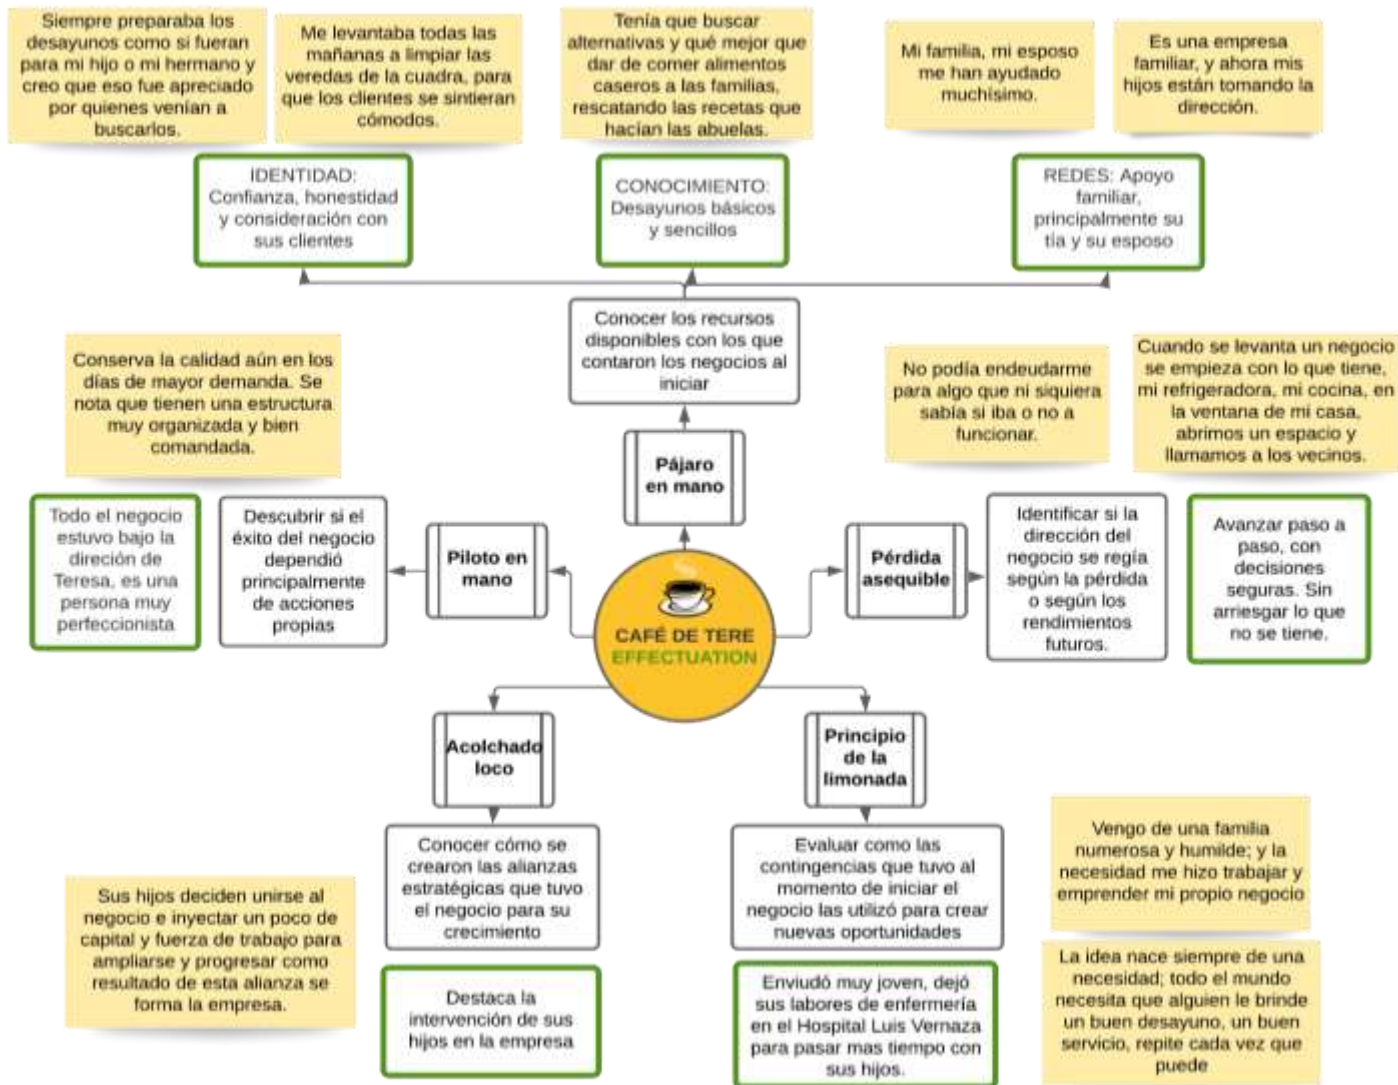 Siempre preparaba los
desayunos como si fueran
para mi hijo o mi hermano y
creo que eso fue apreciado
por quienes venían a
buscarlos.
Me levantaba todas las
mañanas a limpiar las
veredas de la cuadra, para
que los clientes se sintieran
cómodos.
Tenía que buscar
alternativas y qué mejor que
dar de comer alimentos
caseros a las familias,
rescatando las recetas que
hacían las abuelas.
Mi familia, mi esposo
me han ayudado
muchísimo.
Es una empresa
familiar, y ahora mis
hijos están tomando la
dirección.
IDENTIDAD:
Confianza, honestidad
y consideración con
sus clientes
CONOCIMIENTO:
Desayunos básicos
y sencillos
REDES: Apoyo
familiar,
principalmente su
tía y su esposo
Conocer los recursos
disponibles con los que
contaron los negocios al
iniciar
Pájaro
en mano
Conserva la calidad aún en los
días de mayor demanda. Se
nota que tienen una estructura
muy organizada y bien
comandada.
Todo el negocio
estuvo bajo la
direción de
Teresa, es una
persona muy
perfeccionista
Descubrir si el
éxito del negocio
dependió
principalmente
de acciones
propias
Piloto en
mano
CAFÉ DE TERE
EFFECTUATION
Pérdida
asequible
No podía endeudarme
para algo que ni siquiera
sabía si iba o no a
funcionar.
Cuando se levanta un negocio
se empieza con lo que tiene,
mi refrigeradora, mi cocina, en
la ventana de mi casa,
abrimos un espacio y
llamamos a los vecinos.
Identificar si la
dirección del
negocio se regía
según la pérdida
o según los
rendimientos
futuros.
Avanzar paso a
paso, con
decisiones
seguras. Sin
arriesgar lo que
no se tiene.
Acolchado
loco
Conocer cómo se
crearon las alianzas
estratégicas que tuvo
el negocio para su
crecimiento
Sus hijos deciden unirse al
negocio e inyectar un poco de
capital y fuerza de trabajo para
ampliarse y progresar como
resultado de esta alianza se
forma la empresa.
Destaca la
intervención de sus
hijos en la empresa
Principio
de la
limonada
Evaluar como las
contingencias que tuvo al
momento de iniciar el
negocio las utilizó para crear
nuevas oportunidades
Enviudó muy joven, dejó
sus labores de enfermería
en el Hospital Luis Vernaza
para pasar mas tiempo con
sus hijos.
Vengo de una familia
numerosa y humilde; y la
necesidad me hizo trabajar y
emprender mi propio negocio
La idea nace siempre de una
necesidad; todo el mundo
necesita que alguien le brinde
un buen desayuno, un buen
servicio, repite cada vez que
puede